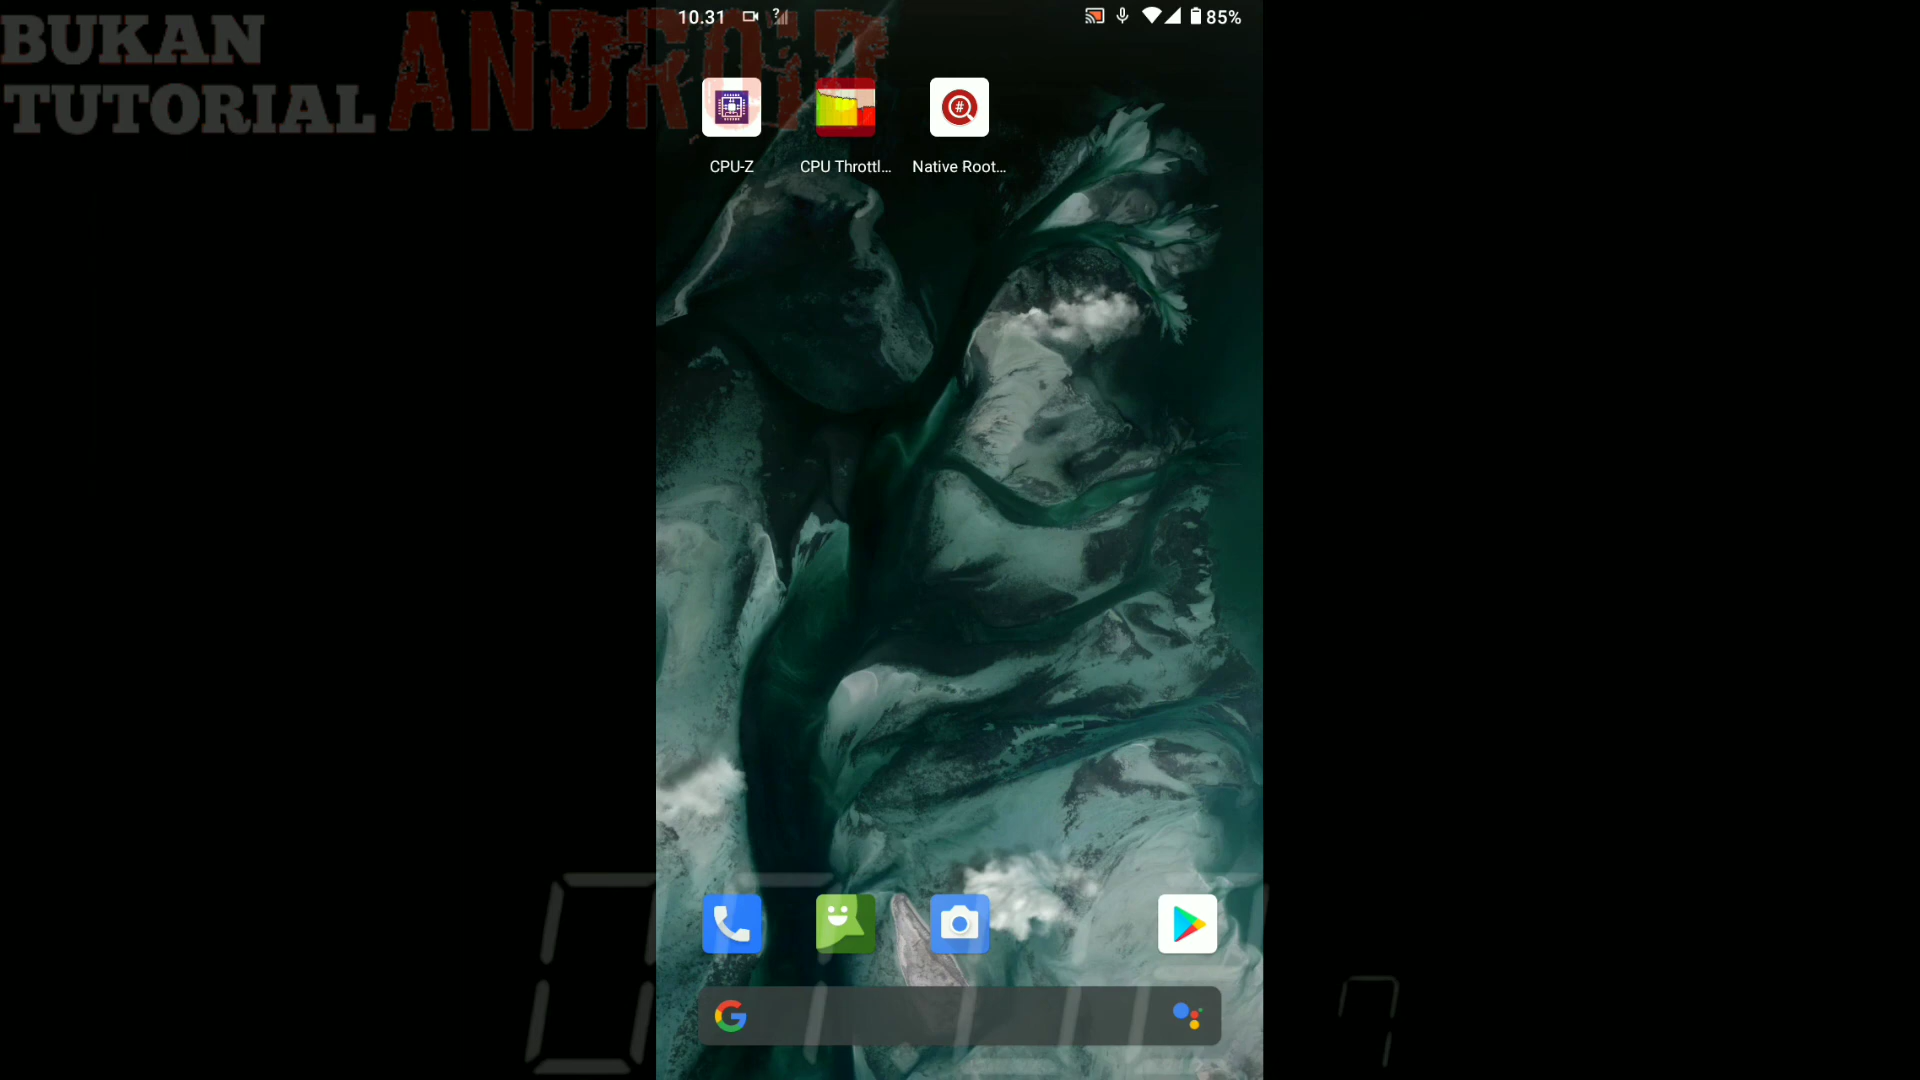 BUKAN
TUTORIAL
ANDROID
10.31
85%
CPU-Z
CPU Throttl...
Native Root...